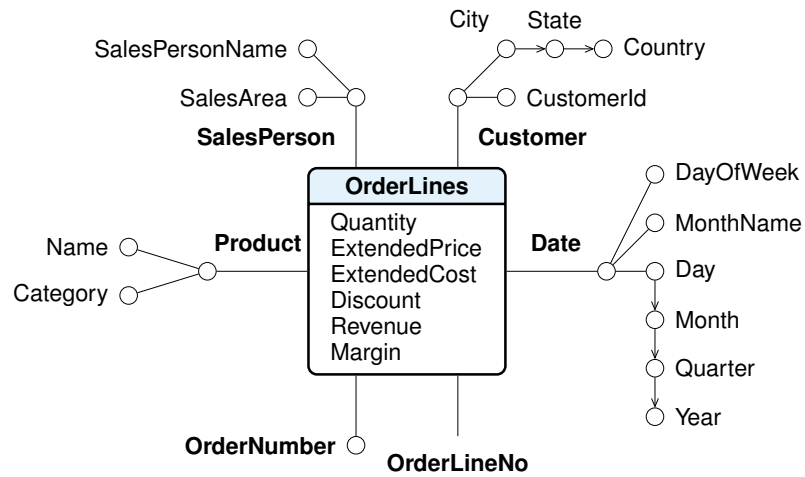 City
State
Country
SalesPersonName
SalesArea
CustomerId
SalesPerson
Customer
OrderLines
Quantity
ExtendedPrice
ExtendedCost
Discount
Revenue
Margin
Product
Name
Category
Date
DayOfWeek
MonthName
Day
Month
Quarter
Year
OrderNumber
OrderLineNo